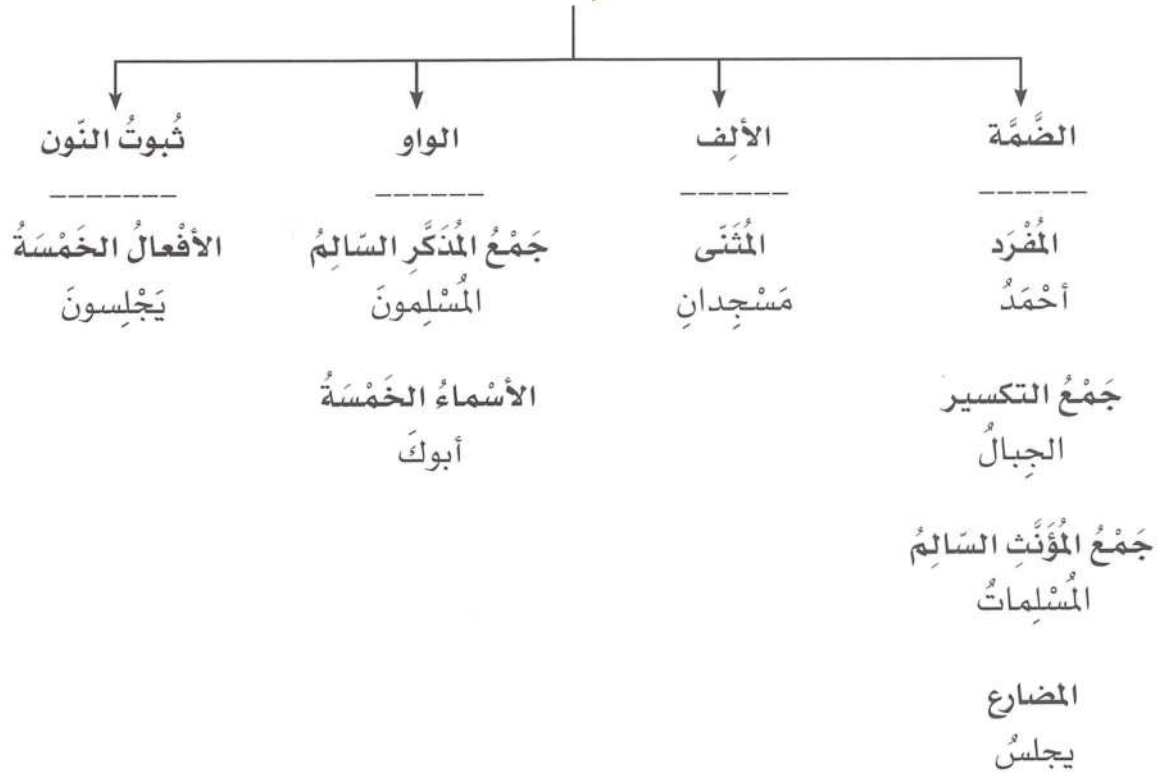 الضَّمَّة الألِف الواو ثُبوتُ النّون
------ ------ ------ -------
المُفْرَد المُثَنّى جَمْعُ المُذَكَّرِ السّالِمُ الأفْعالُ الخَمْسَةُ
أحْمَدُ مَسْجِدانِ المُسْلِمونَ يَجْلِسونَ
جَمْعُ التكسير الأسْماءُ الخَمْسَةُ
الجِبالُ أبوكَ
جَمْعُ المُؤَنَّثِ السّالِمُ
المُسْلِماتُ
المضارع
يجلسُ